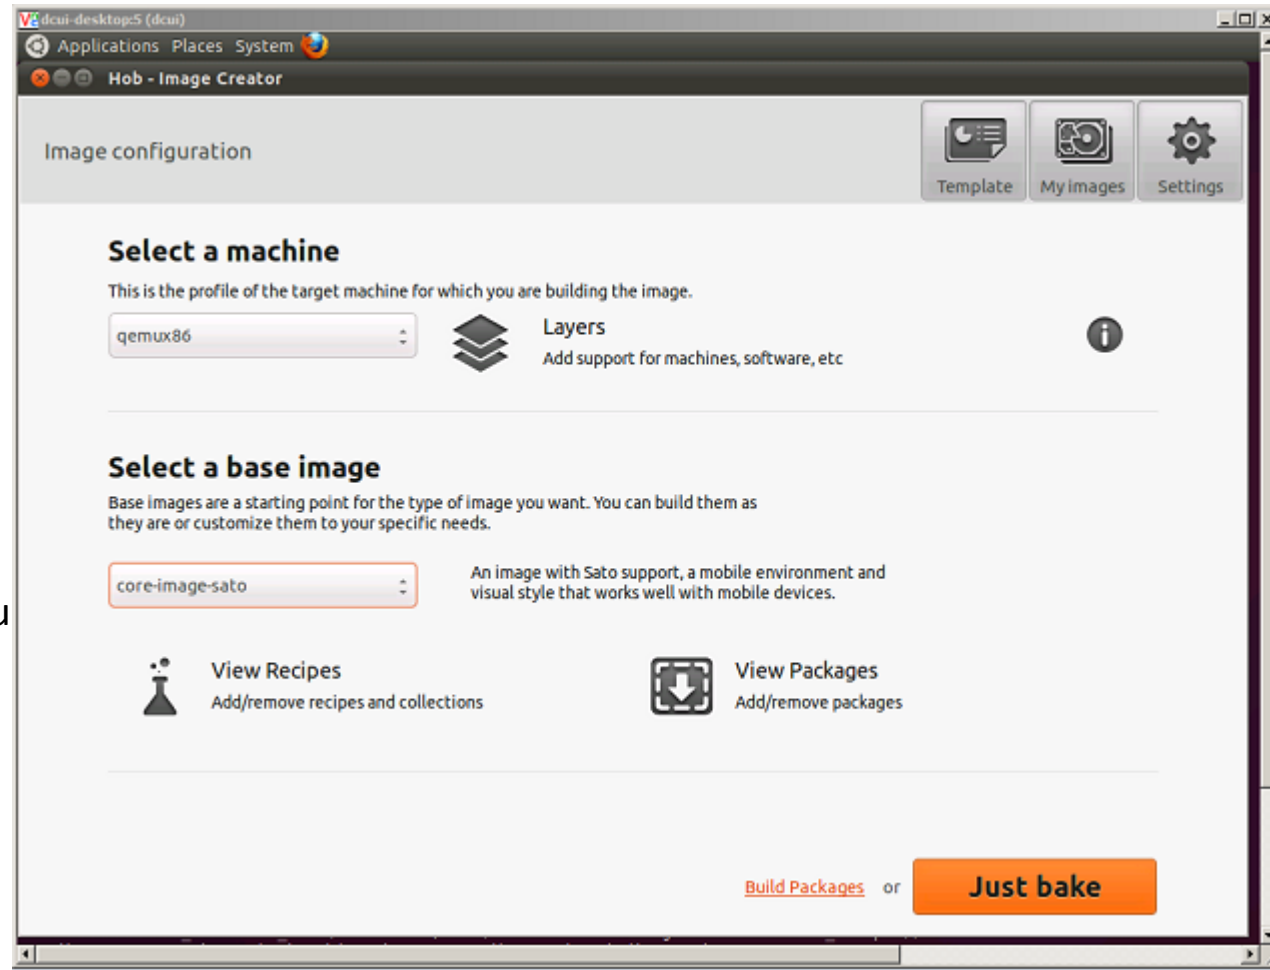 dcui-desktop:5 (dcui)
Applications Places System
Hob - Image Creator
Image configuration
Template
My images
Settings
Select a machine
This is the profile of the target machine for which you are building the image.
qemux86
Layers
Add support for machines, software, etc
Select a base image
Base images are a starting point for the type of image you want. You can build them as
they are or customize them to your specific needs.
core-image-sato
An image with Sato support, a mobile environment and
visual style that works well with mobile devices.
View Recipes
Add/remove recipes and collections
View Packages
Add/remove packages
Build Packages or
Just bake